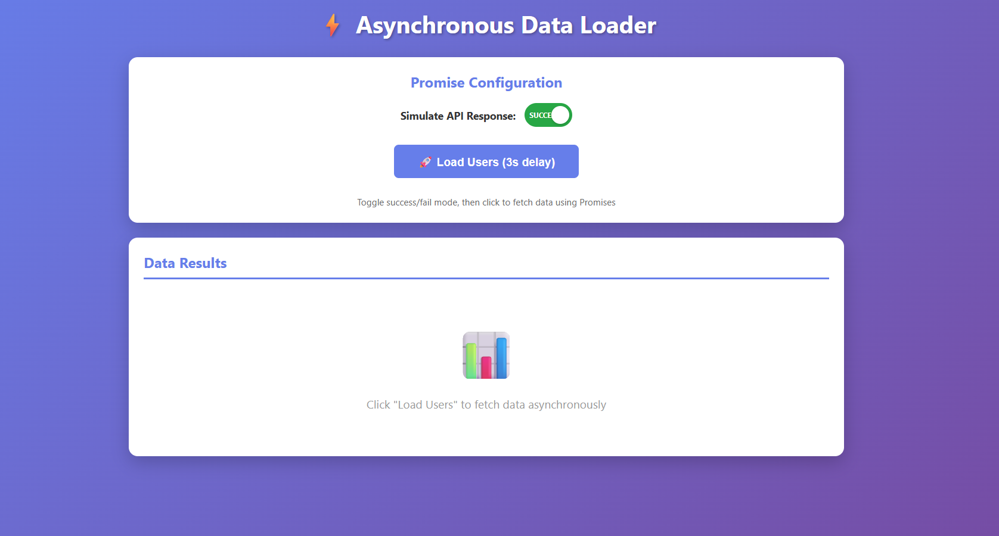 Asynchronous Data Loader
Promise Configuration
Simulate API Response:
SUCCE
Load Users (3s delay)
Toggle success/fail mode, then click to fetch data using Promises
Data Results
Click "Load Users" to fetch data asynchronously